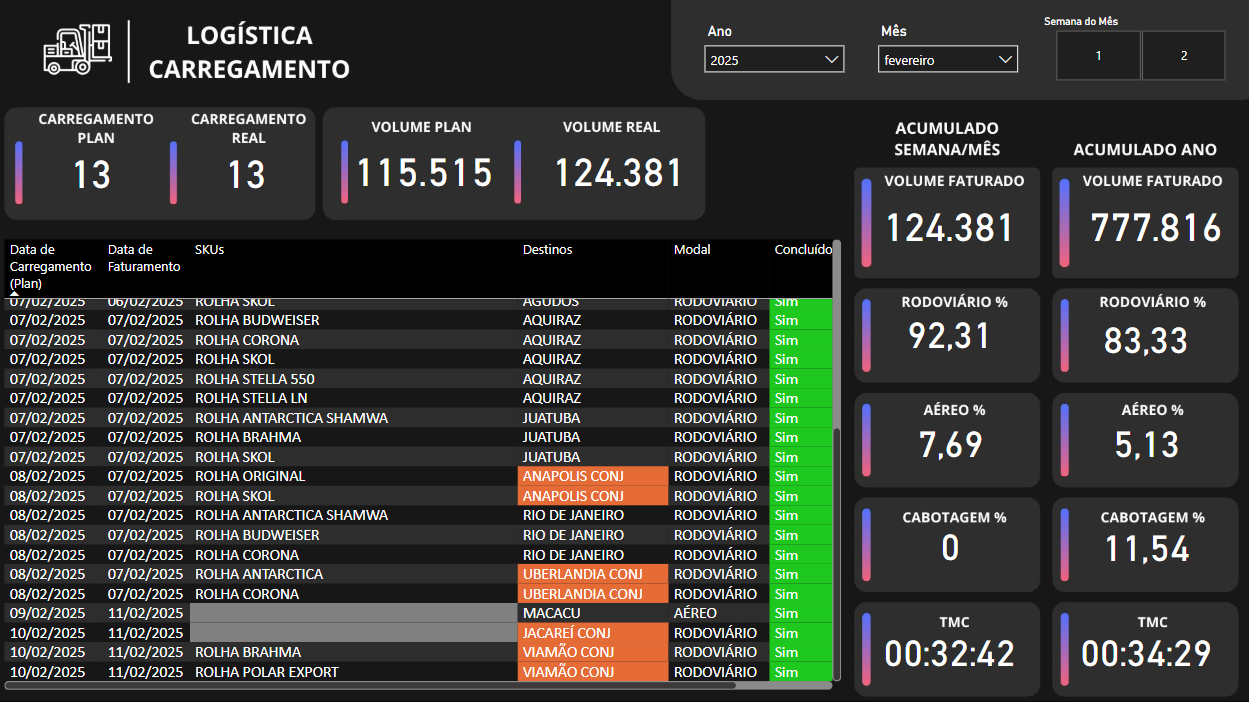 LOGÍSTICA
CARREGAMENTO
Ano
2025
Mês
fevereiro
Semana do Mês
1 2
CARREGAMENTO
PLAN
13
CARREGAMENTO
REAL
13
VOLUME PLAN
115.515
VOLUME REAL
124.381
ACUMULADO
SEMANA/MÊS
VOLUME FATURADO
124.381
RODOVIÁRIO %
92,31
AÉREO %
7,69
CABOTAGEM %
0
TMC
00:32:42
ACUMULADO ANO
VOLUME FATURADO
777.816
RODOVIÁRIO %
83,33
AÉREO %
5,13
CABOTAGEM %
11,54
TMC
00:34:29
Data de Carregamento (Plan) Data de Faturamento SKUs Destinos Modal Concluído
07/02/2025 06/02/2025 ROLHA SKOL AGUDOS RODOVIÁRIO Sim
07/02/2025 07/02/2025 ROLHA BUDWEISER AQUIRAZ RODOVIÁRIO Sim
07/02/2025 07/02/2025 ROLHA CORONA AQUIRAZ RODOVIÁRIO Sim
07/02/2025 07/02/2025 ROLHA SKOL AQUIRAZ RODOVIÁRIO Sim
07/02/2025 07/02/2025 ROLHA STELLA 550 AQUIRAZ RODOVIÁRIO Sim
07/02/2025 07/02/2025 ROLHA STELLA LN AQUIRAZ RODOVIÁRIO Sim
07/02/2025 07/02/2025 ROLHA ANTARCTICA SHAMWA JUATUBA RODOVIÁRIO Sim
07/02/2025 07/02/2025 ROLHA BRAHMA JUATUBA RODOVIÁRIO Sim
07/02/2025 07/02/2025 ROLHA SKOL JUATUBA RODOVIÁRIO Sim
08/02/2025 07/02/2025 ROLHA ORIGINAL ANAPOLIS CONJ RODOVIÁRIO Sim
08/02/2025 07/02/2025 ROLHA SKOL ANAPOLIS CONJ RODOVIÁRIO Sim
08/02/2025 07/02/2025 ROLHA ANTARCTICA SHAMWA RIO DE JANEIRO RODOVIÁRIO Sim
08/02/2025 07/02/2025 ROLHA BUDWEISER RIO DE JANEIRO RODOVIÁRIO Sim
08/02/2025 07/02/2025 ROLHA CORONA RIO DE JANEIRO RODOVIÁRIO Sim
08/02/2025 07/02/2025 ROLHA ANTARCTICA UBERLANDIA CONJ RODOVIÁRIO Sim
08/02/2025 07/02/2025 ROLHA CORONA UBERLANDIA CONJ RODOVIÁRIO Sim
09/02/2025 11/02/2025 MACACU AÉREO Sim
10/02/2025 11/02/2025 JACAREÍ CONJ RODOVIÁRIO Sim
10/02/2025 11/02/2025 ROLHA BRAHMA VIAMÃO CONJ RODOVIÁRIO Sim
10/02/2025 11/02/2025 ROLHA POLAR EXPORT VIAMÃO CONJ RODOVIÁRIO Sim